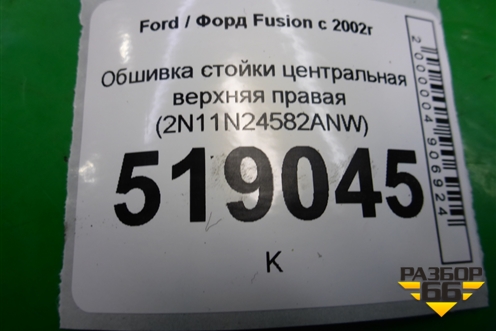 Ford / Форд Fusion с 2002г
Обшивка стойки центральная
верхняя правая
(2N11N24582ANW)
519045
К
2000004906924
РАЗБОР
66